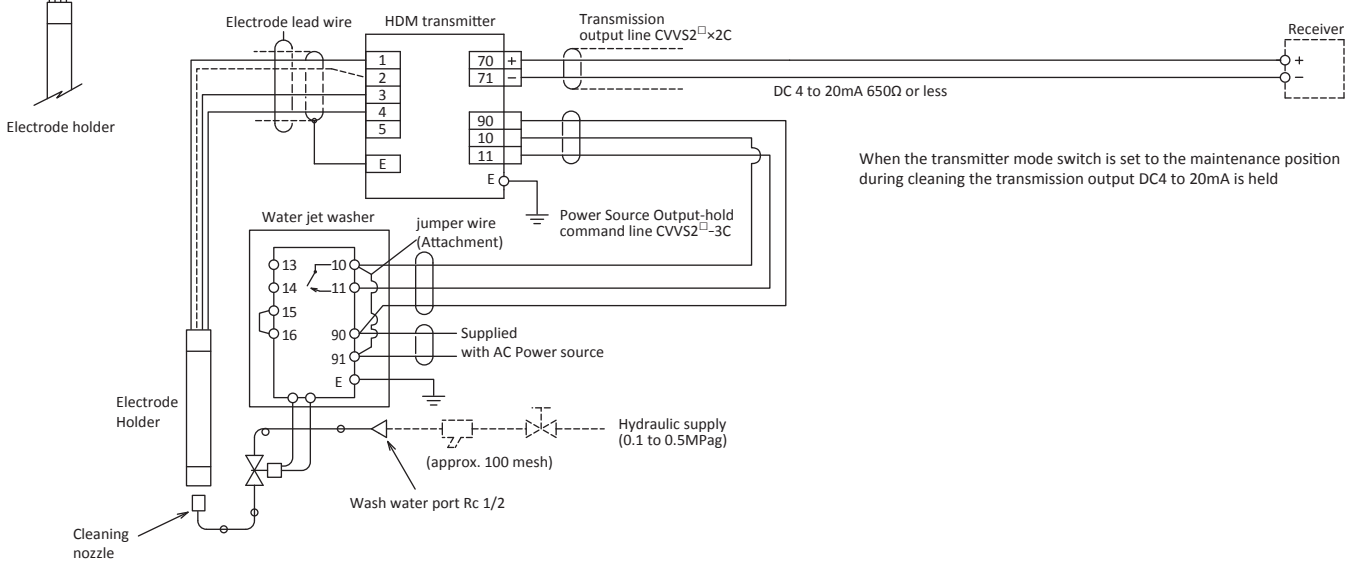 Electrode holder
Electrode lead wire
HDM transmitter
Transmission
output line CVVS2□×2C
Receiver
1
2
3
4
5
E
70 +
71 −
90
10
11
E
+
−
DC 4 to 20mA 650Ω or less
When the transmitter mode switch is set to the maintenance position
during cleaning the transmission output DC4 to 20mA is held
Power Source Output-hold
command line CVVS2□-3C
Water jet washer
jumper wire
(Attachment)
13
14
15
16
10
11
90
91
E
Supplied
with AC Power source
Electrode
Holder
Hydraulic supply
(0.1 to 0.5MPag)
(approx. 100 mesh)
Wash water port Rc 1/2
Cleaning
nozzle